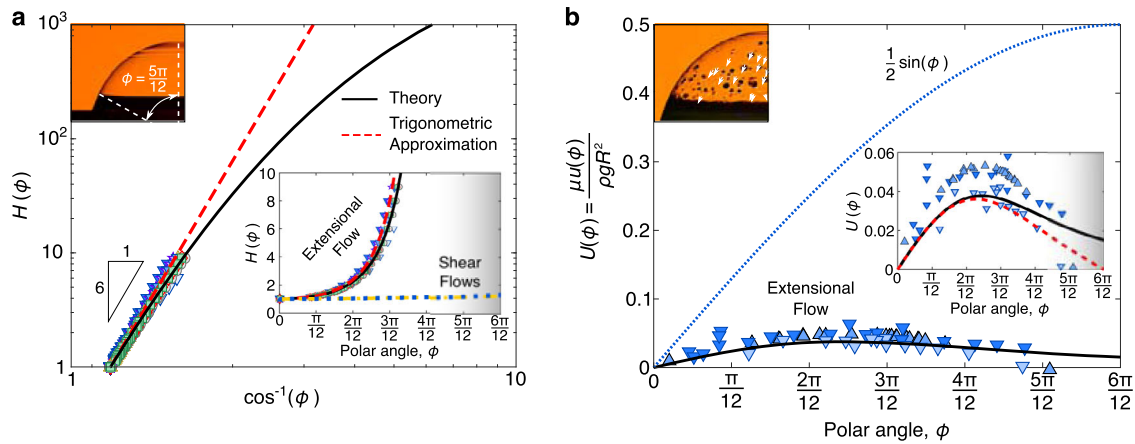 a
10³
10²
10
1
H (ϕ)
ϕ = 5π/12
Theory
Trigonometric
Approximation
1
6
10
8
6
4
2
0
H (ϕ)
Extensional
Flow
Shear
Flows
0 π/12 2π/12 3π/12 4π/12 5π/12 6π/12
Polar angle, ϕ
1 10
cos⁻¹(ϕ )
b
0.5
0.4
0.3
0.2
0.1
0
U(ϕ) = μu(ϕ)/ρgR²
1/2 sin(ϕ)
0.06
0.04
0.02
0
U (ϕ)
0 π/12 2π/12 3π/12 4π/12 5π/12 6π/12
Polar angle, ϕ
Extensional
Flow
0 π/12 2π/12 3π/12 4π/12 5π/12 6π/12
Polar angle, ϕ